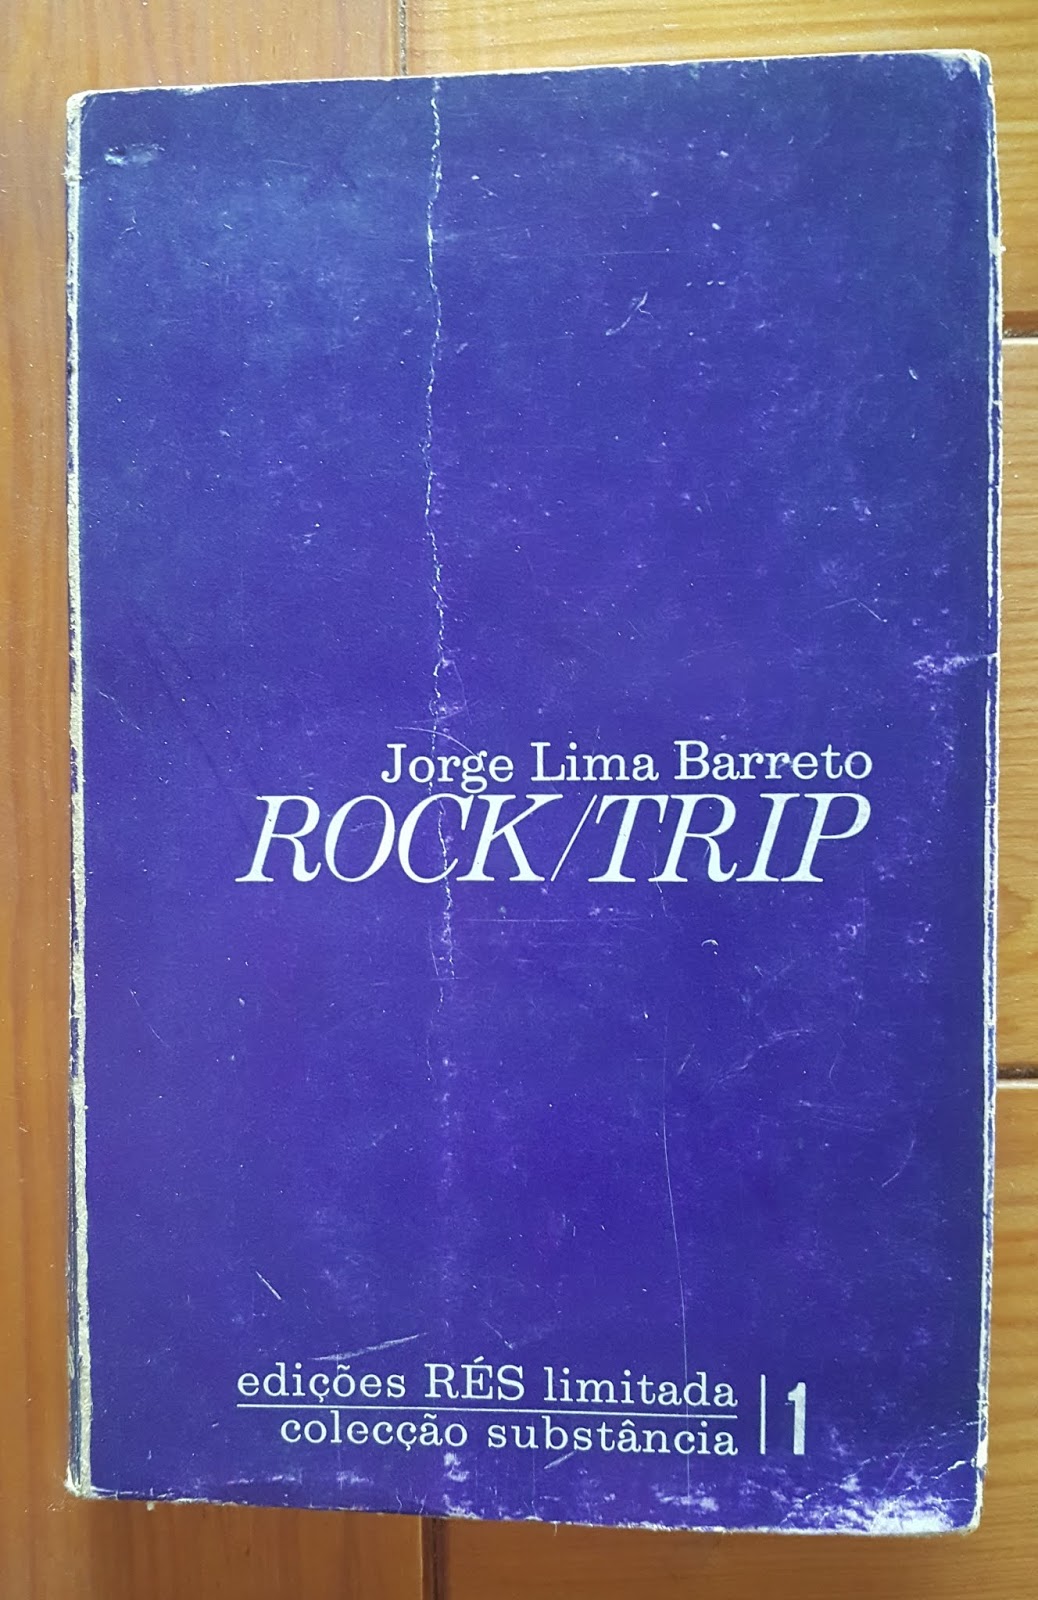 Jorge Lima Barreto
ROCK/TRIP
edições RÉS limitada
colecção substância
1